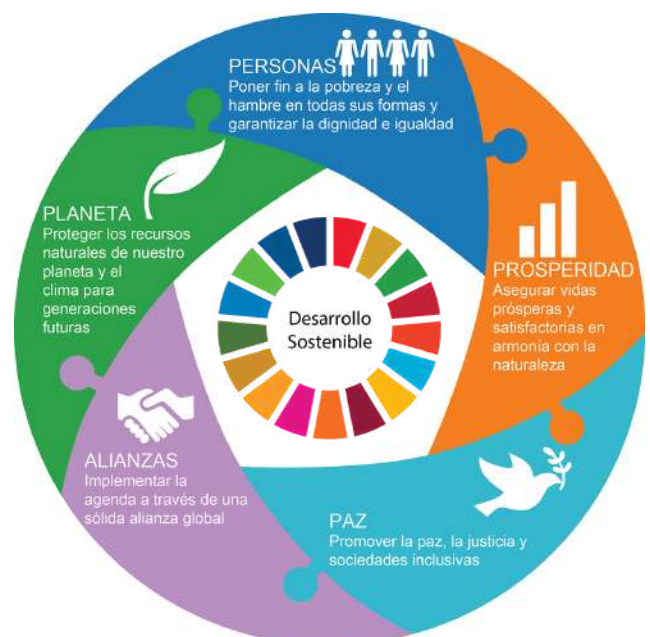 PERSONAS
Poner fin a la pobreza y el
hambre en todas sus formas y
garantizar la dignidad e igualdad
PROSPERIDAD
Asegurar vidas
prósperas y
satisfactorias en
armonía con la
naturaleza
PAZ
Promover la paz, la justicia y
sociedades inclusivas
ALIANZAS
Implementar la
agenda a través de una
sólida alianza global
PLANETA
Proteger los recursos
naturales de nuestro
planeta y el
clima para
generaciones
futuras
Desarrollo
Sostenible